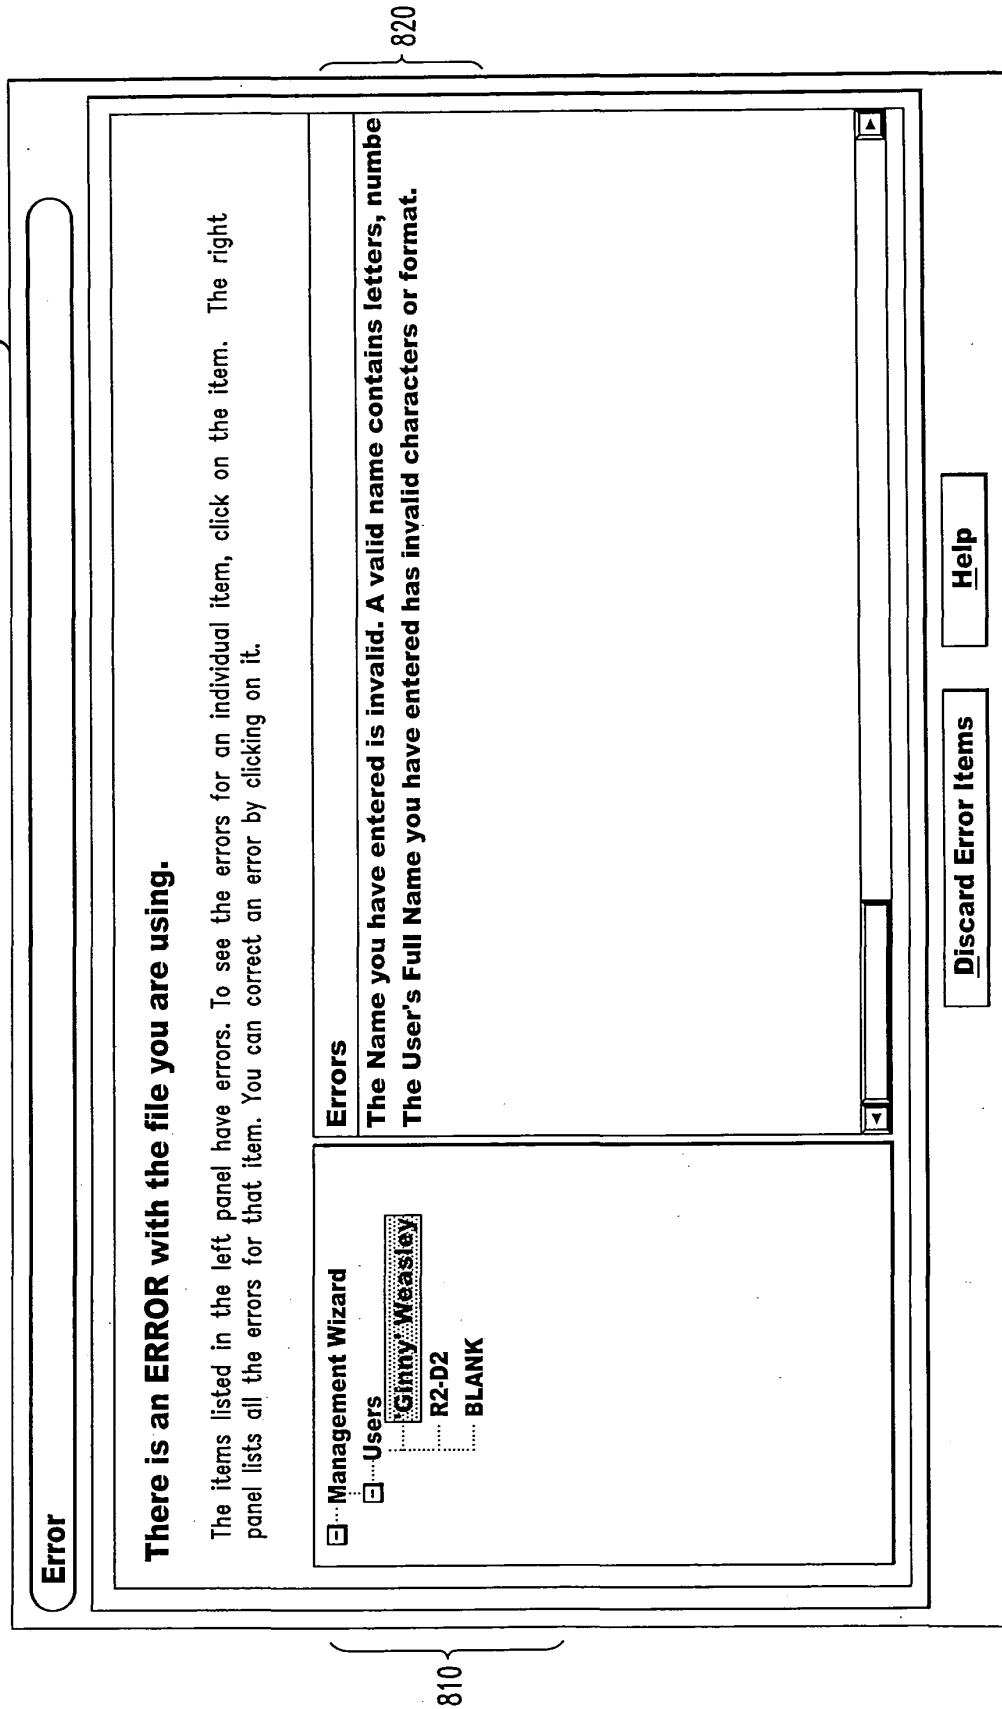 Error
There is an ERROR with the file you are using.
The items listed in the left panel have errors. To see the errors for an individual item, click on the item. The right
panel lists all the errors for that item. You can correct an error by clicking on it.
Management Wizard
Users
'Ginny' Weasley
R2-D2
BLANK
Errors
The Name you have entered is invalid. A valid name contains letters, numbe
The User's Full Name you have entered has invalid characters or format.
Discard Error Items
Help
810
820